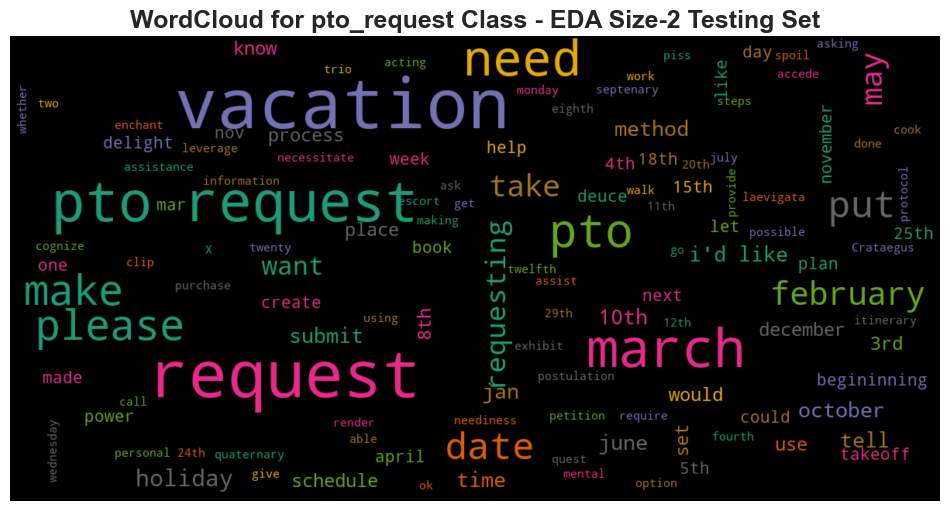 WordCloud for pto_request Class - EDA Size-2 Testing Set
know
need
asking
piss
day
spoil
trio
acting
work
like
accede
may
whether
two
vacation
monday
septenary
steps
eighth
enchant
nov
process
method
november
cook
delight
leverage
done
assistance
necessitate
week
help
4th
18th
20th
july
information
ask
take
deuce
walk
15th
provide
laevigata
put
protocol
pto request
mar
escort
get
making
place
pto
11th
let
possible
25th
cognize
X
twenty
book
requesting
go
i'd like
Crataegus
one
clip
want
twelfth
assist
plan
make
purchase
create
next
february
please
using
submit
8th
29th
10th
12th
december
itinerary
3rd
request
exhibit
march
made
postulation
begininning
call
power
jan
would
october
render
neediness
petition
require
could
wednesday
personal
24th
quaternary
able
april
date
june
set
fourth
use
tell
takeoff
holiday
give
schedule
ok
time
quest
mental
5th
option